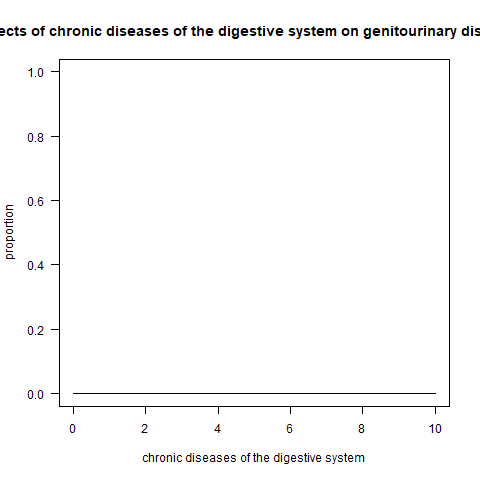 ects of chronic diseases of the digestive system on genitourinary dis
1.0
0.8
0.6
0.4
0.2
0.0
proportion
0 2 4 6 8 10
chronic diseases of the digestive system